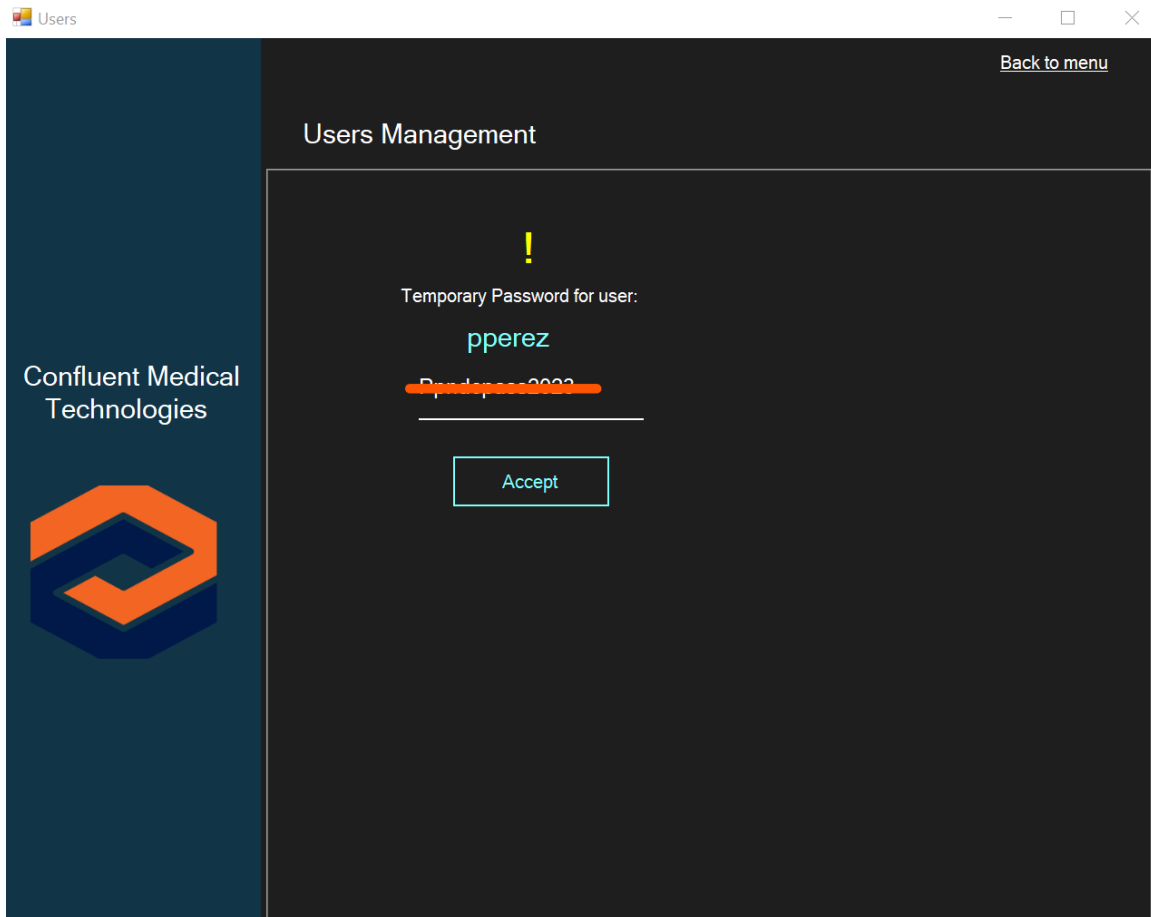 Users
Back to menu
Users Management
!
Temporary Password for user:
pperez
Accept
Confluent Medical
Technologies